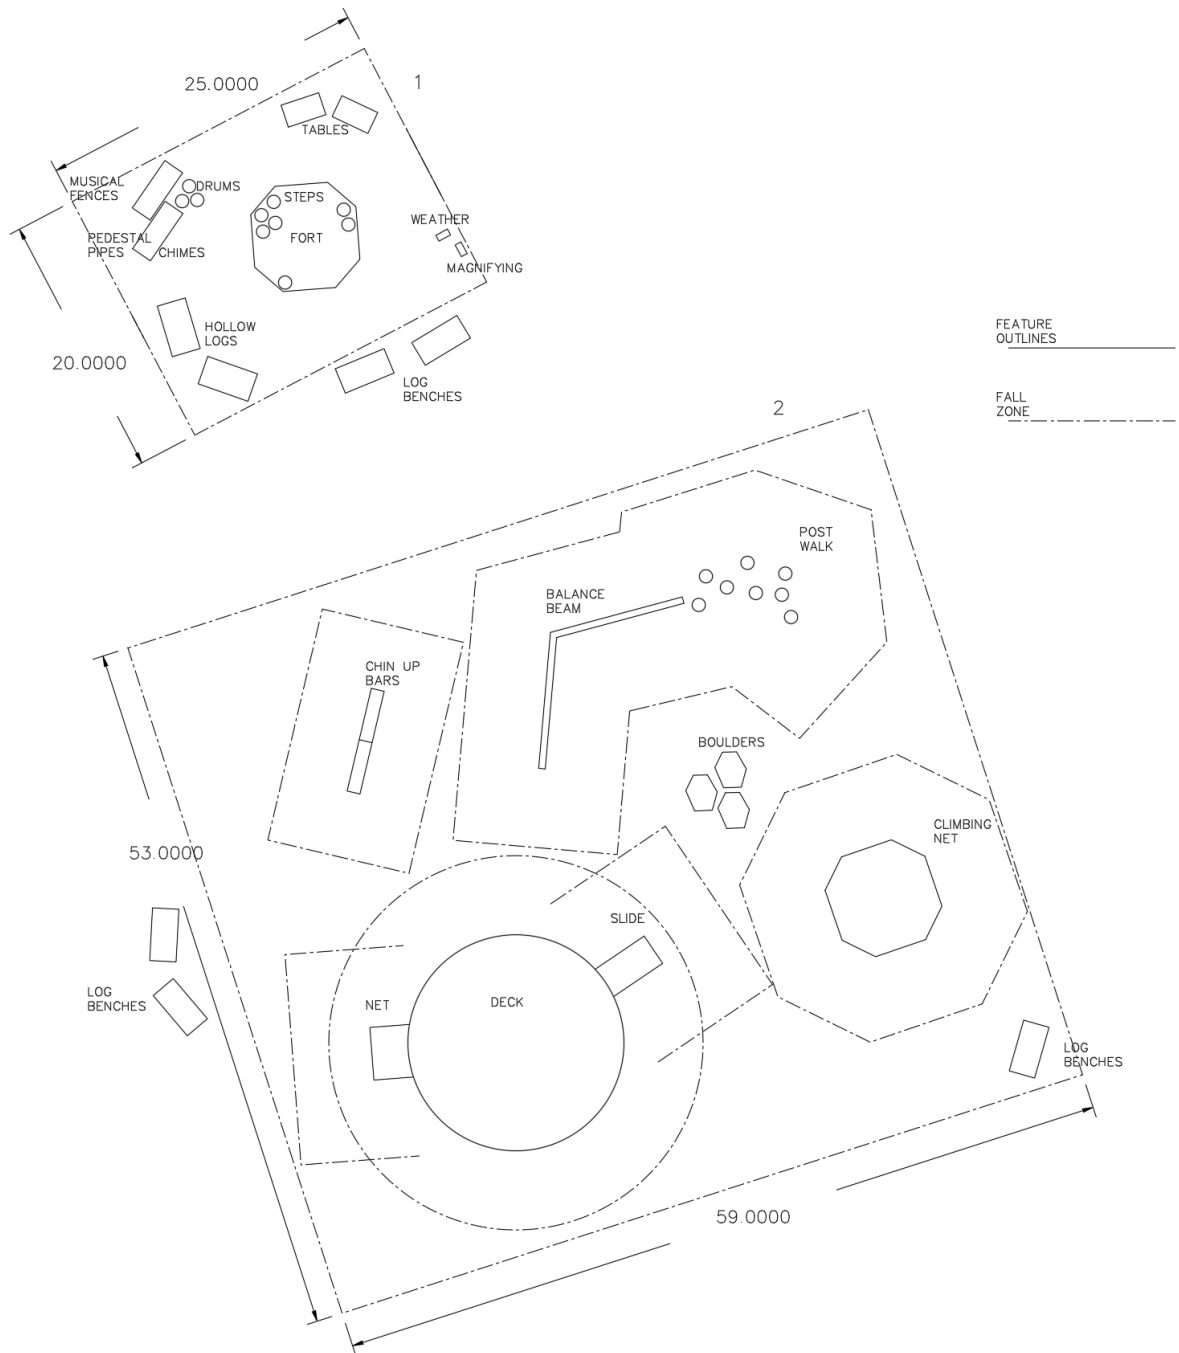 25.0000
1
TABLES
MUSICAL
FENCES
DRUMS
STEPS
FORT
WEATHER
PEDESTAL
PIPES
CHIMES
MAGNIFYING
HOLLOW
LOGS
FEATURE
OUTLINES
20.0000
LOG
BENCHES
FALL
ZONE
2
POST
WALK
BALANCE
BEAM
CHIN UP
BARS
BOULDERS
CLIMBING
NET
53.0000
SLIDE
LOG
BENCHES
NET
DECK
LOG
BENCHES
59.0000